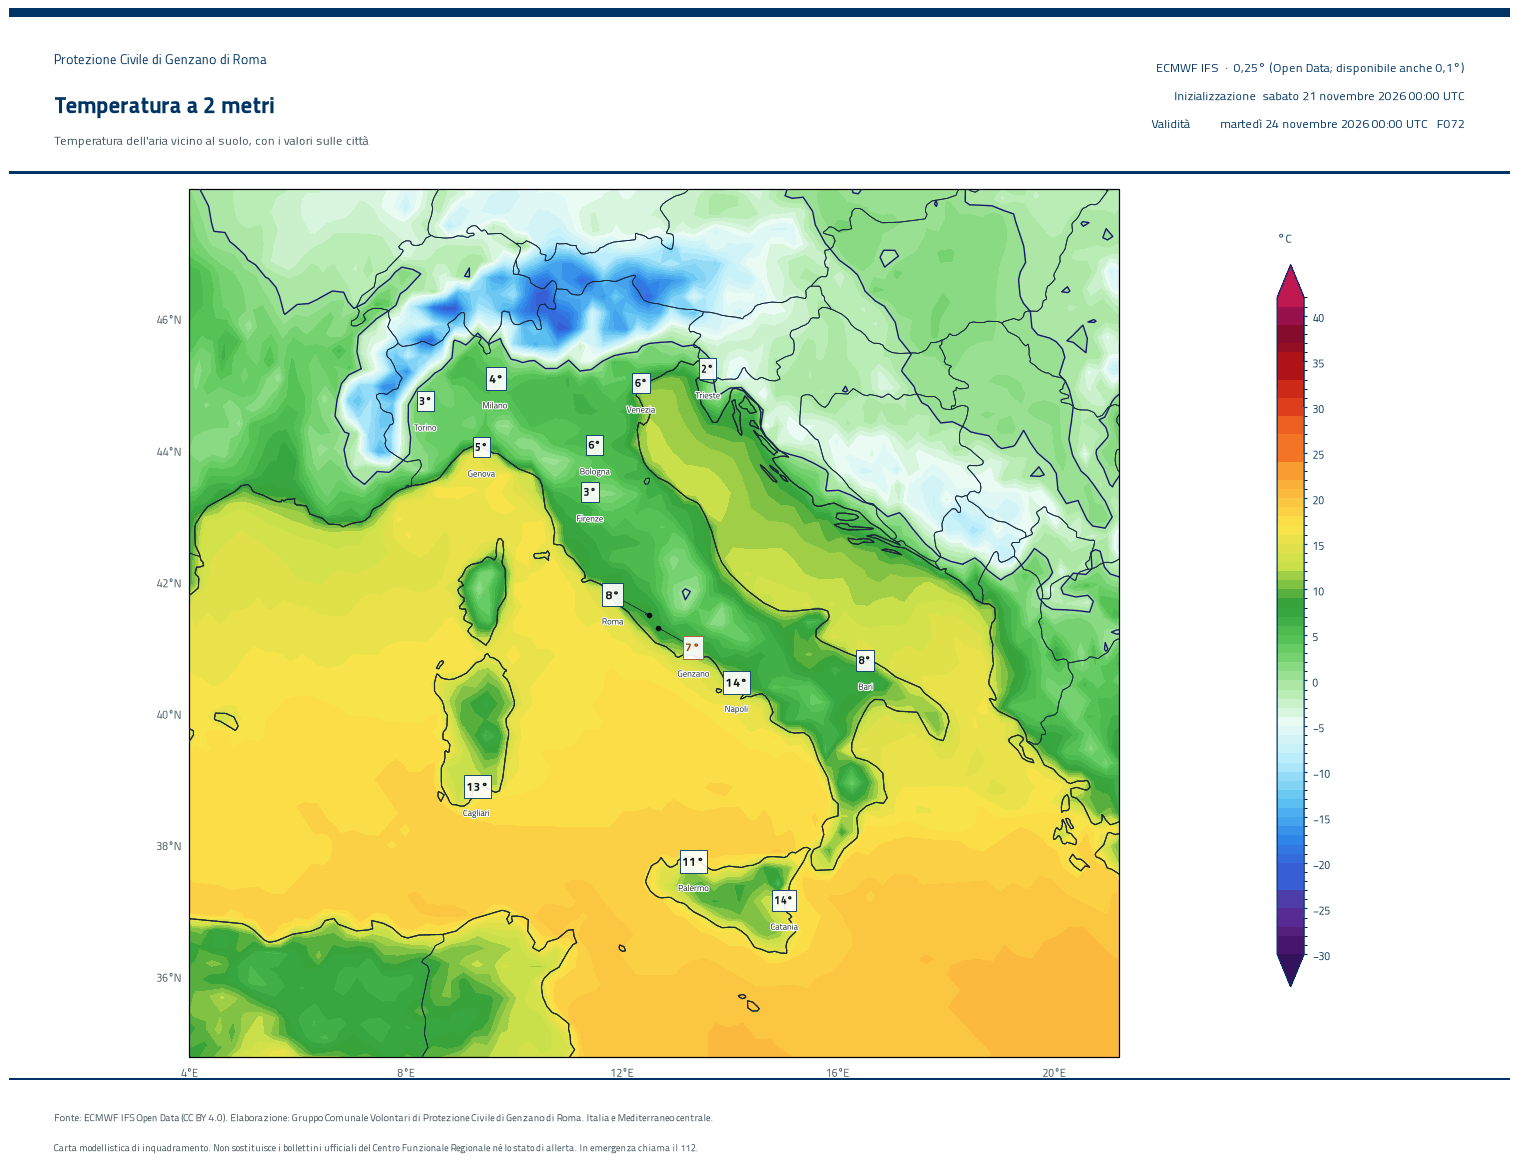 Protezione Civile di Genzano di Roma
Temperatura a 2 metri
Temperatura dell'aria vicino al suolo, con i valori sulle città
ECMWF IFS · 0,25° (Open Data; disponibile anche 0,1°)
Inizializzazione sabato 21 novembre 2026 00:00 UTC
Validità martedì 24 novembre 2026 00:00 UTC F072
46°N
44°N
42°N
40°N
38°N
36°N
4°E
8°E
12°E
16°E
20°E
2°
Trieste
6°
Venezia
4°
Milano
3°
Torino
5°
Genova
6°
Bologna
3°
Firenze
8°
Roma
7°
Genzano
14°
Napoli
8°
Bari
13°
Cagliari
11°
Palermo
14°
Catania
°C
40
35
30
25
20
15
10
5
0
−5
−10
−15
−20
−25
−30
Fonte: ECMWF IFS Open Data (CC BY 4.0). Elaborazione: Gruppo Comunale Volontari di Protezione Civile di Genzano di Roma. Italia e Mediterraneo centrale.
Carta modellistica di inquadramento. Non sostituisce i bollettini ufficiali del Centro Funzionale Regionale né lo stato di allerta. In emergenza chiama il 112.